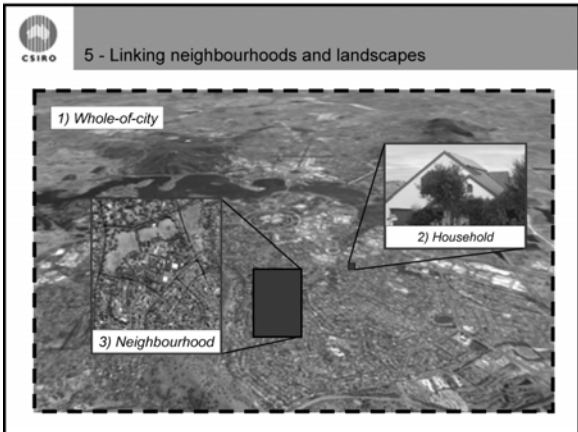 CSIRO
5 - Linking neighbourhoods and landscapes
1) Whole-of-city
2) Household
3) Neighbourhood